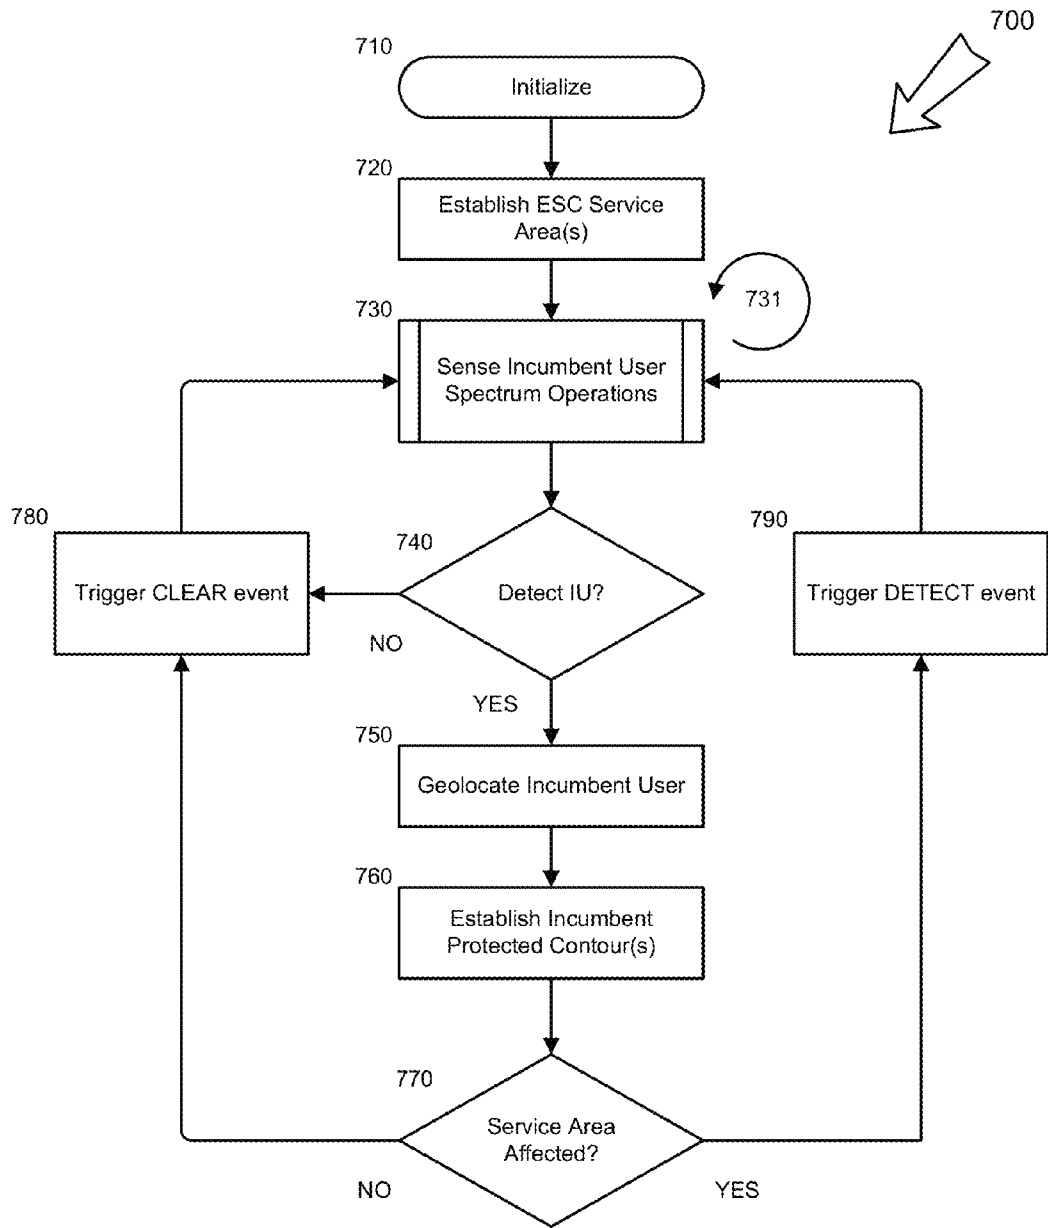 700
710
Initialize
720
Establish ESC Service
Area(s)
730
731
Sense Incumbent User
Spectrum Operations
780
Trigger CLEAR event
740
Detect IU?
790
Trigger DETECT event
NO
YES
750
Geolocate Incumbent User
760
Establish Incumbent
Protected Contour(s)
770
Service Area
Affected?
NO
YES